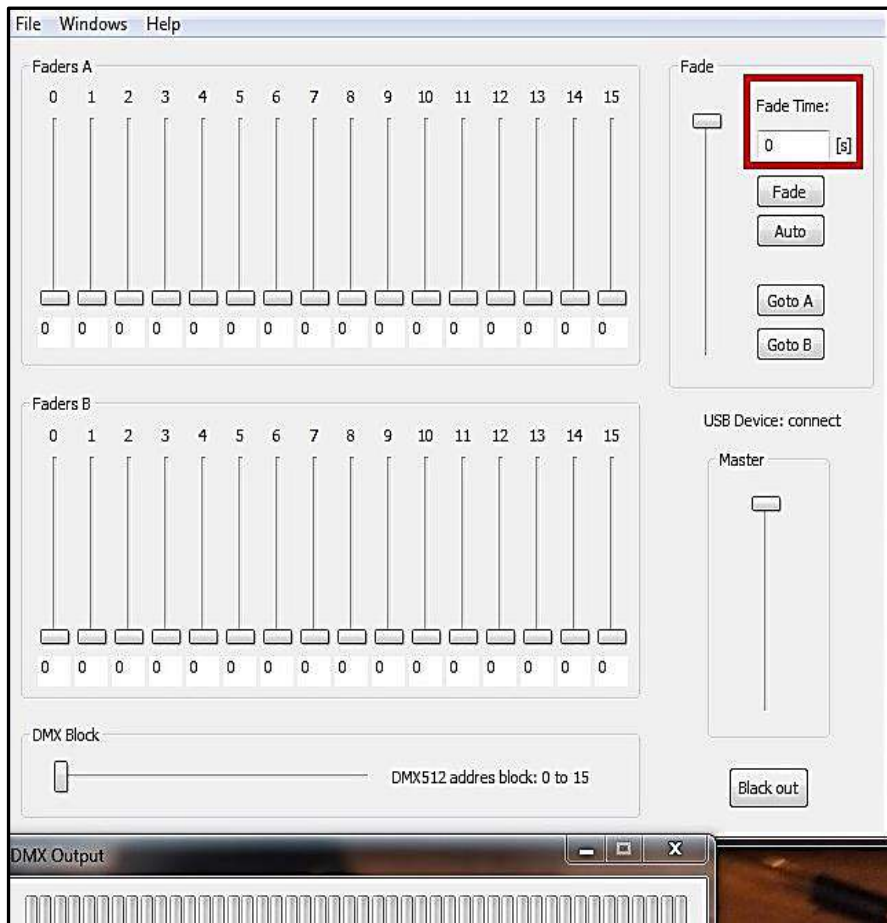 File Windows Help
Faders A
0 1 2 3 4 5 6 7 8 9 10 11 12 13 14 15
0 0 0 0 0 0 0 0 0 0 0 0 0 0 0 0
Fade
Fade Time:
0 [s]
Fade
Auto
Goto A
Goto B
Faders B
0 1 2 3 4 5 6 7 8 9 10 11 12 13 14 15
0 0 0 0 0 0 0 0 0 0 0 0 0 0 0 0
USB Device: connect
Master
DMX Block
DMX512 addres block: 0 to 15
Black out
DMX Output